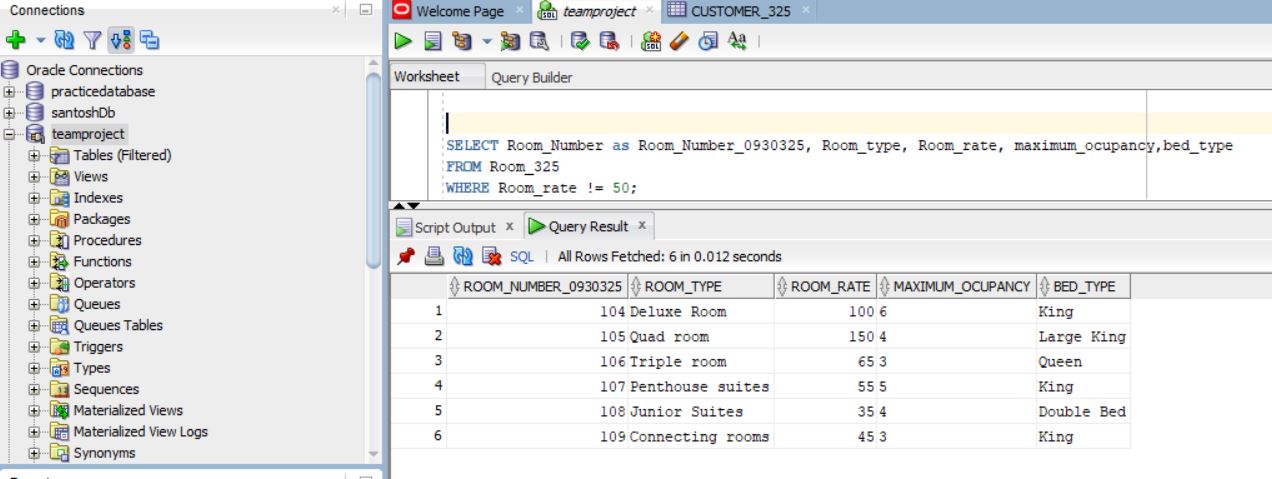 Connections
Oracle Connections
practicedatabase
santoshDb
teamproject
Tables (Filtered)
Views
Indexes
Packages
Procedures
Functions
Operators
Queues
Queues Tables
Triggers
Types
Sequences
Materialized Views
Materialized View Logs
Synonyms
Welcome Page teamproject CUSTOMER_325
Worksheet Query Builder
SELECT Room_Number as Room_Number_0930325, Room_type, Room_rate, maximum_ocupancy,bed_type
FROM Room_325
WHERE Room_rate != 50;
Script Output x Query Result x
SQL | All Rows Fetched: 6 in 0.012 seconds
ROOM_NUMBER_0930325 ROOM_TYPE ROOM_RATE MAXIMUM_OCUPANCY BED_TYPE
1 104 Deluxe Room 100 6 King
2 105 Quad room 150 4 Large King
3 106 Triple room 65 3 Queen
4 107 Penthouse suites 55 5 King
5 108 Junior Suites 35 4 Double Bed
6 109 Connecting rooms 45 3 King